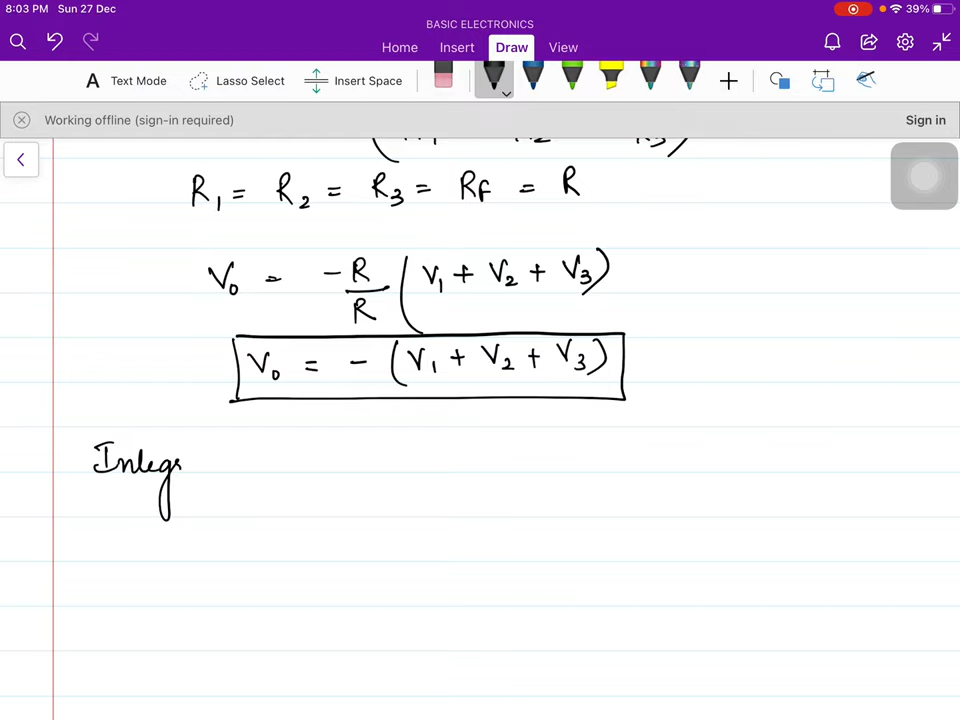 8:03 PM Sun 27 Dec
39%
BASIC ELECTRONICS
Home Insert Draw View
Text Mode Lasso Select Insert Space
Working offline (sign-in required) Sign in
R₁ = R₂ = R₃ = Rf = R
V₀ = -R/R (V₁ + V₂ + V₃)
V₀ = - (V₁ + V₂ + V₃)
Integr